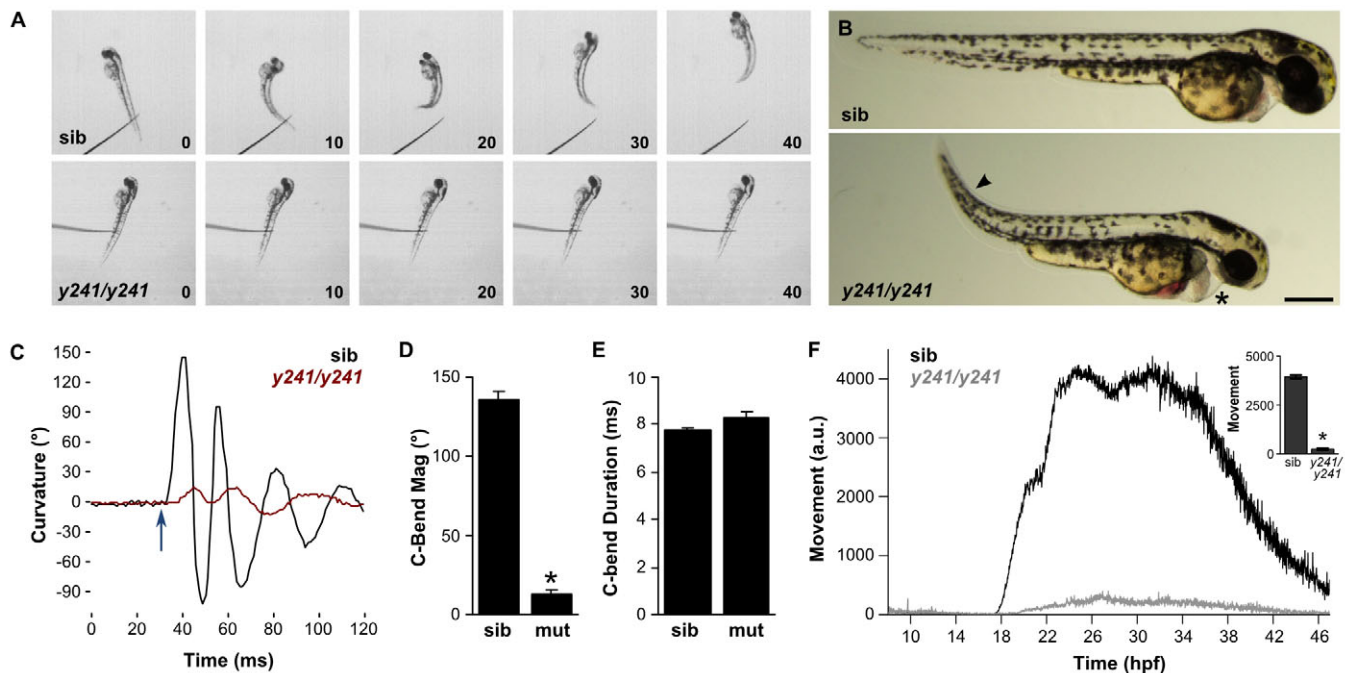 A
sib
0
10
20
30
40
y241/y241
0
10
20
30
40
B
sib
y241/y241
*
C
sib
y241/y241
Curvature (°)
150
120
90
60
30
0
-30
-60
-90
0 20 40 60 80 100 120
Time (ms)
D
C-Bend Mag (°)
150
100
50
0
*
sib mut
E
C-bend Duration (ms)
10
8
6
4
2
0
sib mut
F
sib
y241/y241
Movement (a.u.)
4000
3000
2000
1000
0
10 14 18 22 26 30 34 38 42 46
Time (hpf)
Movement
5000
2500
0
*
sib y241/
y241